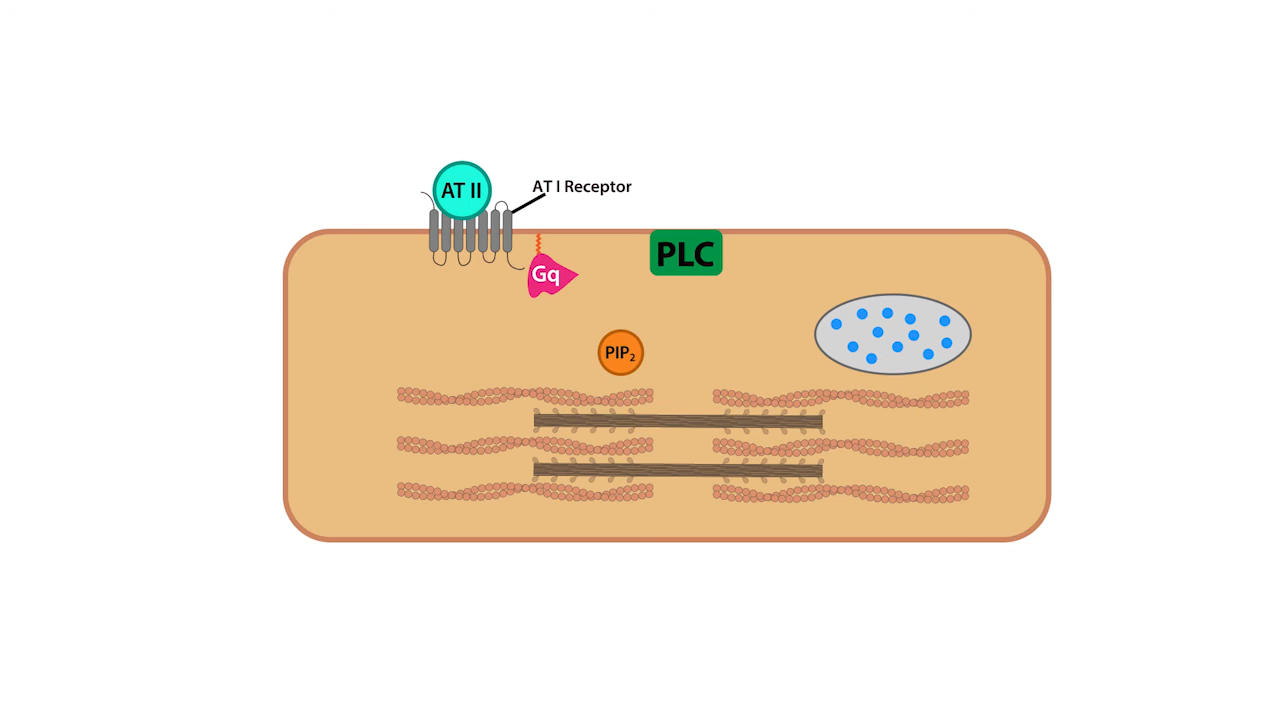 AT II
AT I Receptor
Gq
PLC
PIP₂